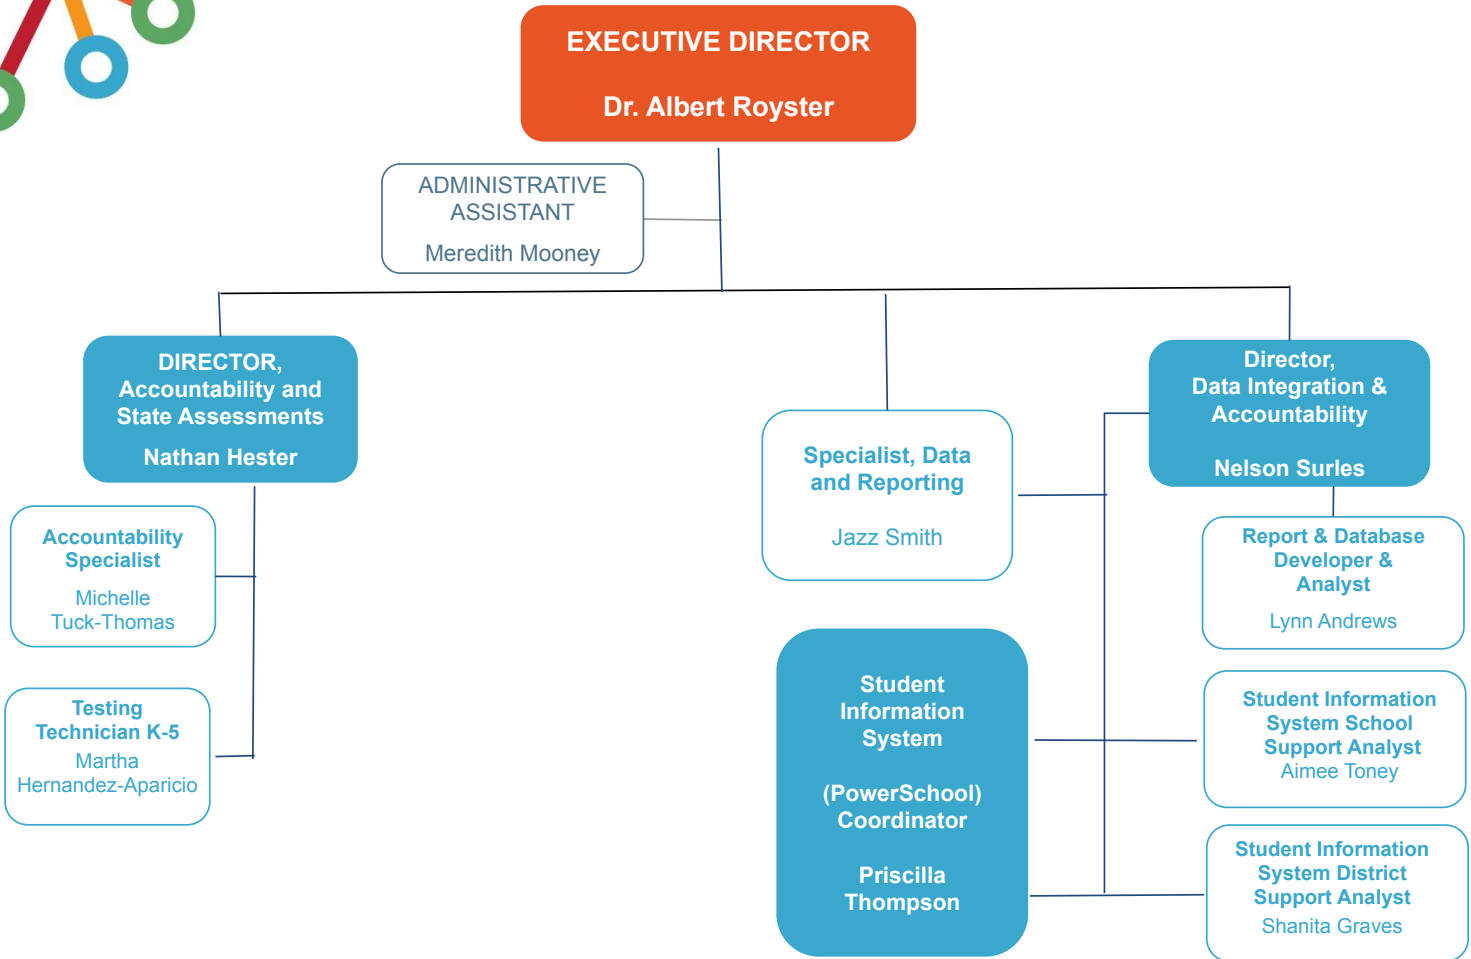 EXECUTIVE DIRECTOR
Dr. Albert Royster
ADMINISTRATIVE
ASSISTANT
Meredith Mooney
DIRECTOR,
Accountability and
State Assessments
Nathan Hester
Accountability
Specialist
Michelle
Tuck-Thomas
Testing
Technician K-5
Martha
Hernandez-Aparicio
Specialist, Data
and Reporting
Jazz Smith
Student
Information
System
(PowerSchool)
Coordinator
Priscilla
Thompson
Director,
Data Integration &
Accountability
Nelson Surles
Report & Database
Developer &
Analyst
Lynn Andrews
Student Information
System School
Support Analyst
Aimee Toney
Student Information
System District
Support Analyst
Shanita Graves